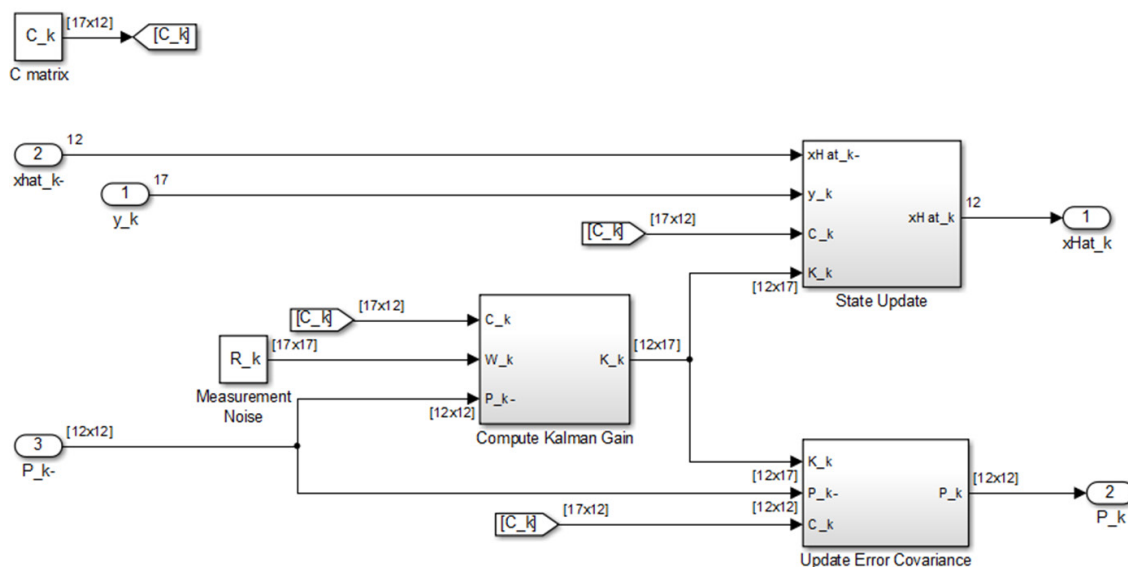 C_k
[17x12]
[C_k]
C matrix
2
12
xhat_k-
1
17
y_k
[C_k]
[17x12]
xHat_k-
y_k
C_k
K_k
xHat_k
[12x17]
State Update
12
1
xHat_k
[C_k]
[17x12]
R_k
[17x17]
Measurement
Noise
C_k
W_k
P_k-
K_k
[12x12]
Compute Kalman Gain
[12x17]
3
[12x12]
P_k-
[C_k]
[17x12]
K_k
[12x17]
P_k-
[12x12]
C_k
P_k
Update Error Covariance
[12x12]
2
P_k